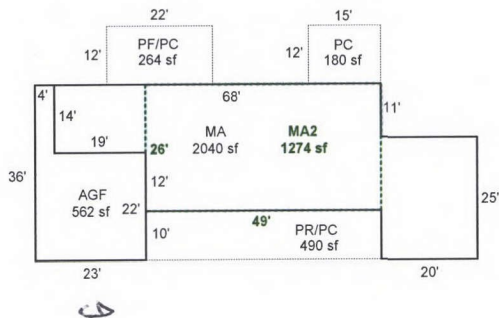 22'
15'
12'
PF/PC
264 sf
12'
PC
180 sf
4'
68'
11'
14'
MA
2040 sf
MA2
1274 sf
19'
26'
36'
12'
25'
AGF
562 sf
22'
10'
49'
PR/PC
490 sf
23'
20'